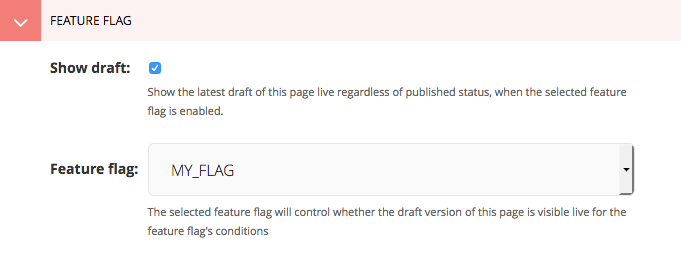 FEATURE FLAG
Show draft:
Show the latest draft of this page live regardless of published status, when the selected feature
flag is enabled.
Feature flag: MY_FLAG
The selected feature flag will control whether the draft version of this page is visible live for the
feature flag's conditions